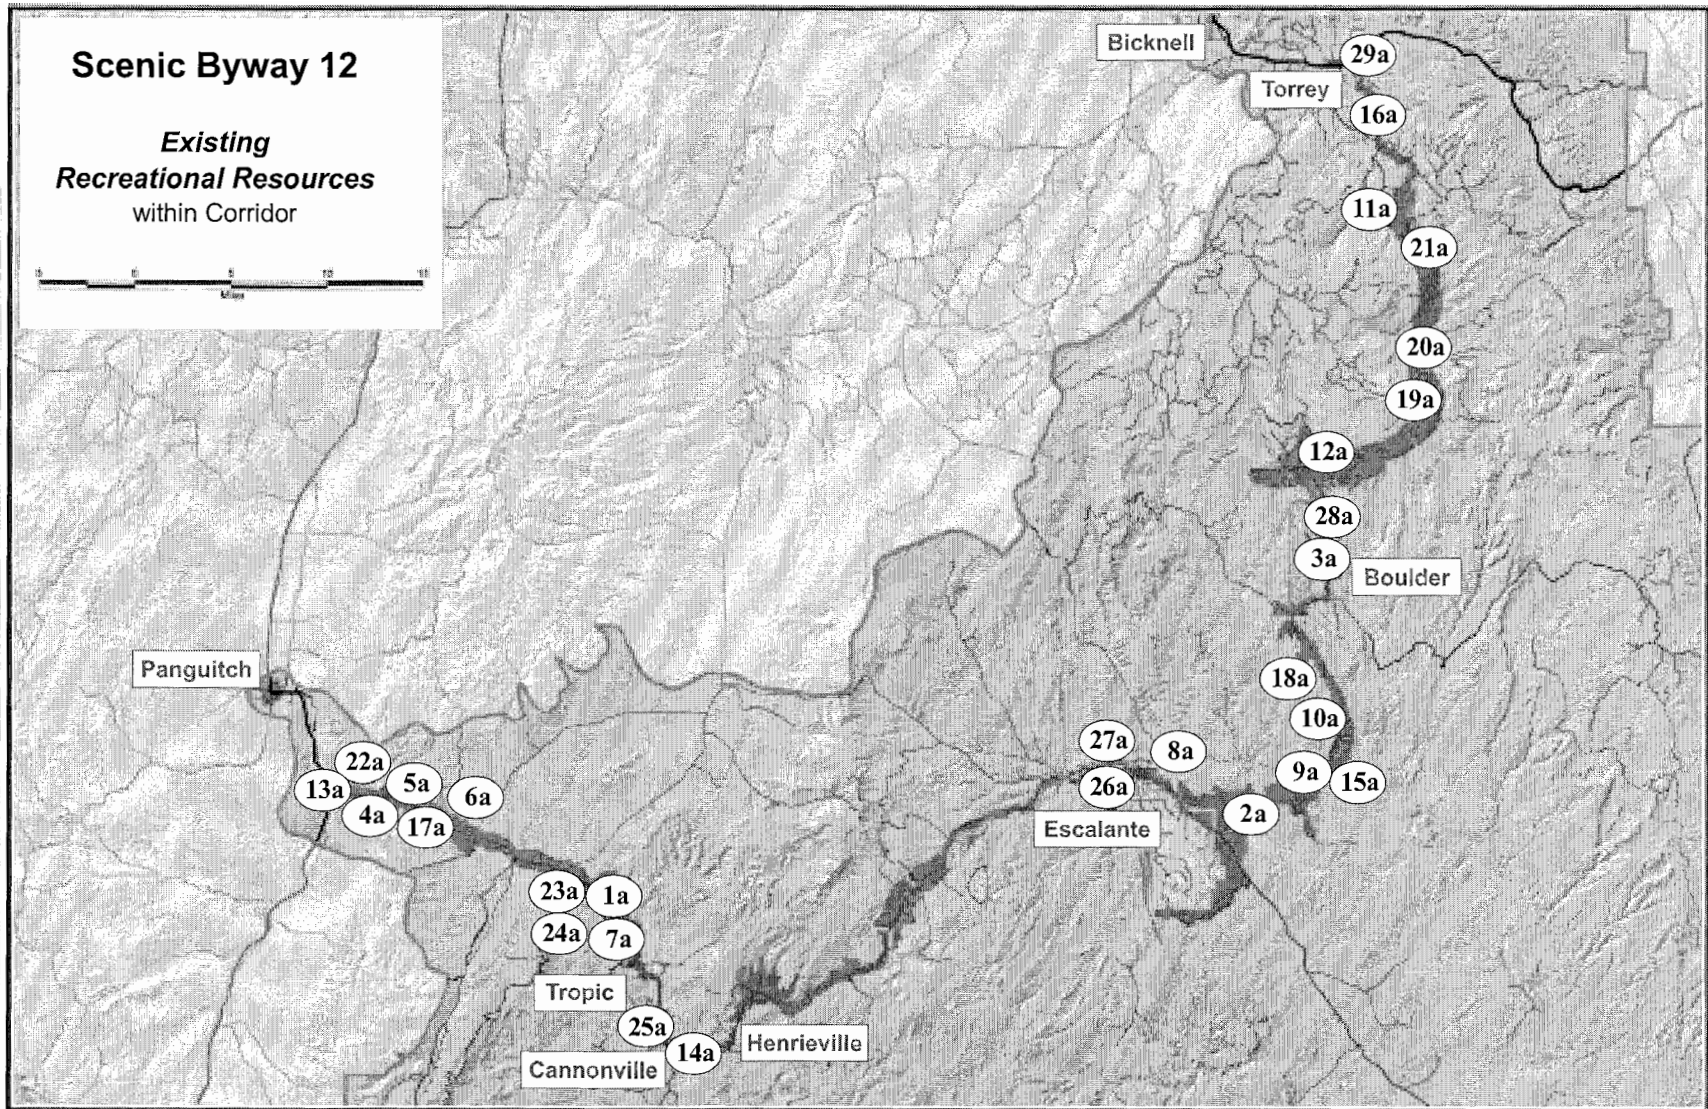 Scenic Byway 12
Existing
Recreational Resources
within Corridor
Miles
Bicknell
29a
Torrey
16a
11a
21a
20a
19a
12a
28a
3a
Boulder
Panguitch
18a
10a
22a
27a
8a
13a
5a
6a
9a
15a
26a
4a
17a
2a
Escalante
23a
1a
24a
7a
Tropic
25a
14a
Henrieville
Cannonville